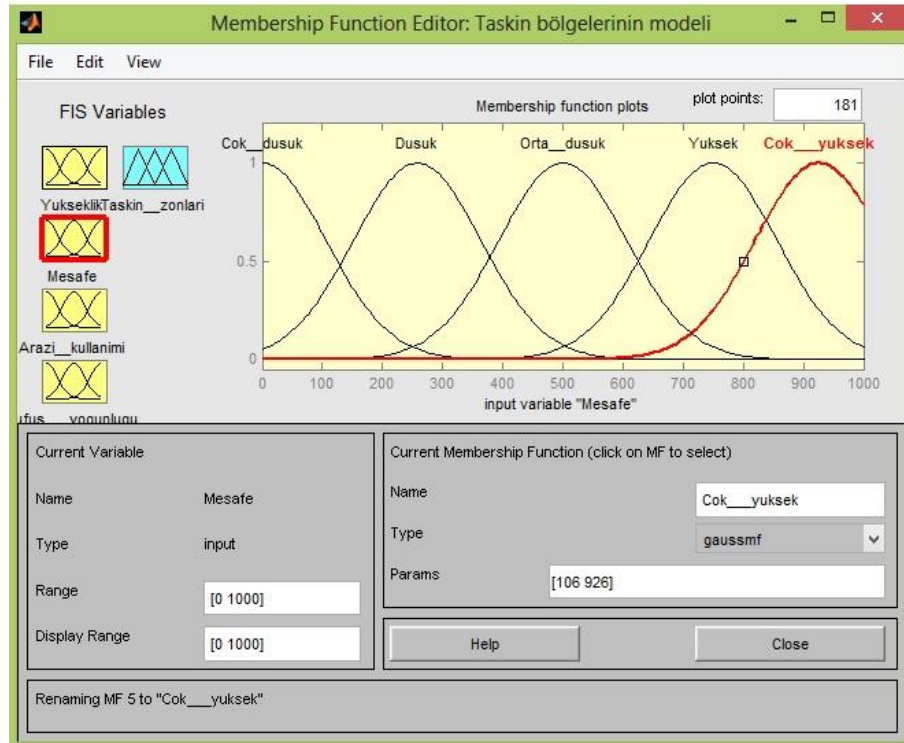 Membership Function Editor: Taskin bölgelerinin modeli
File Edit View
FIS Variables
Membership function plots
plot points: 181
Cok__dusuk Dusuk Orta__dusuk Yuksek Cok___yuksek
1
0.5
0
0 100 200 300 400 500 600 700 800 900 1000
input variable "Mesafe"
Yukseklik Taskin__zonlari
Mesafe
Arazi__kullanimi
ufus___yogunlugu
Current Variable
Name Mesafe
Type input
Range [0 1000]
Display Range [0 1000]
Current Membership Function (click on MF to select)
Name Cok___yuksek
Type gaussmf
Params [106 926]
Help Close
Renaming MF 5 to "Cok___yuksek"